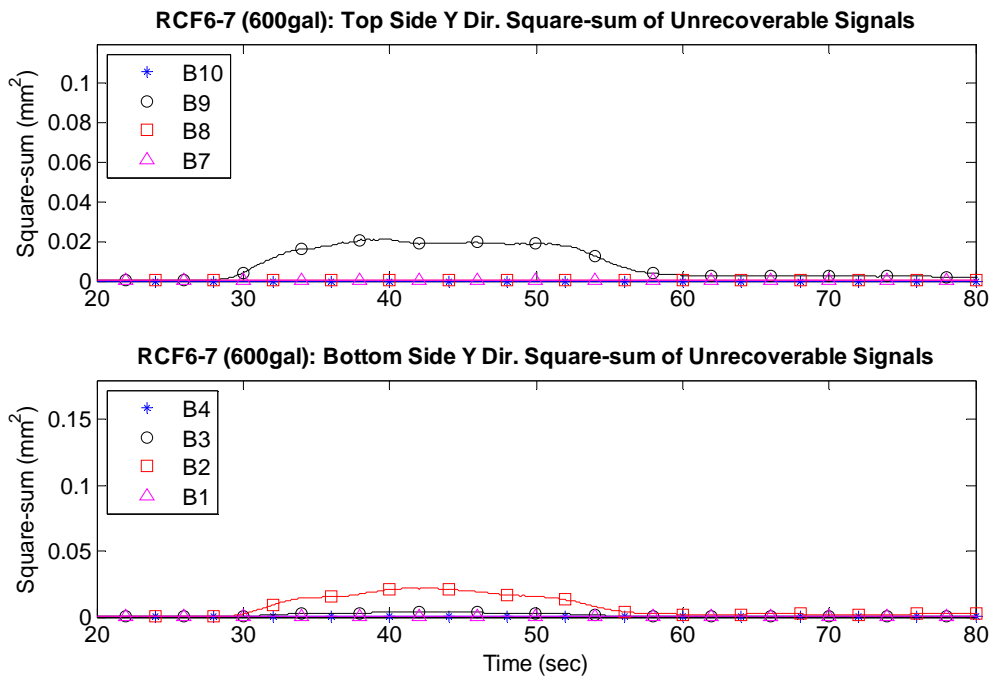 RCF6-7 (600gal): Top Side Y Dir. Square-sum of Unrecoverable Signals
Square-sum (mm²)
0.1
0.08
0.06
0.04
0.02
0
B10
B9
B8
B7
20 30 40 50 60 70 80
RCF6-7 (600gal): Bottom Side Y Dir. Square-sum of Unrecoverable Signals
Square-sum (mm²)
0.15
0.1
0.05
0
B4
B3
B2
B1
20 30 40 50 60 70 80
Time (sec)